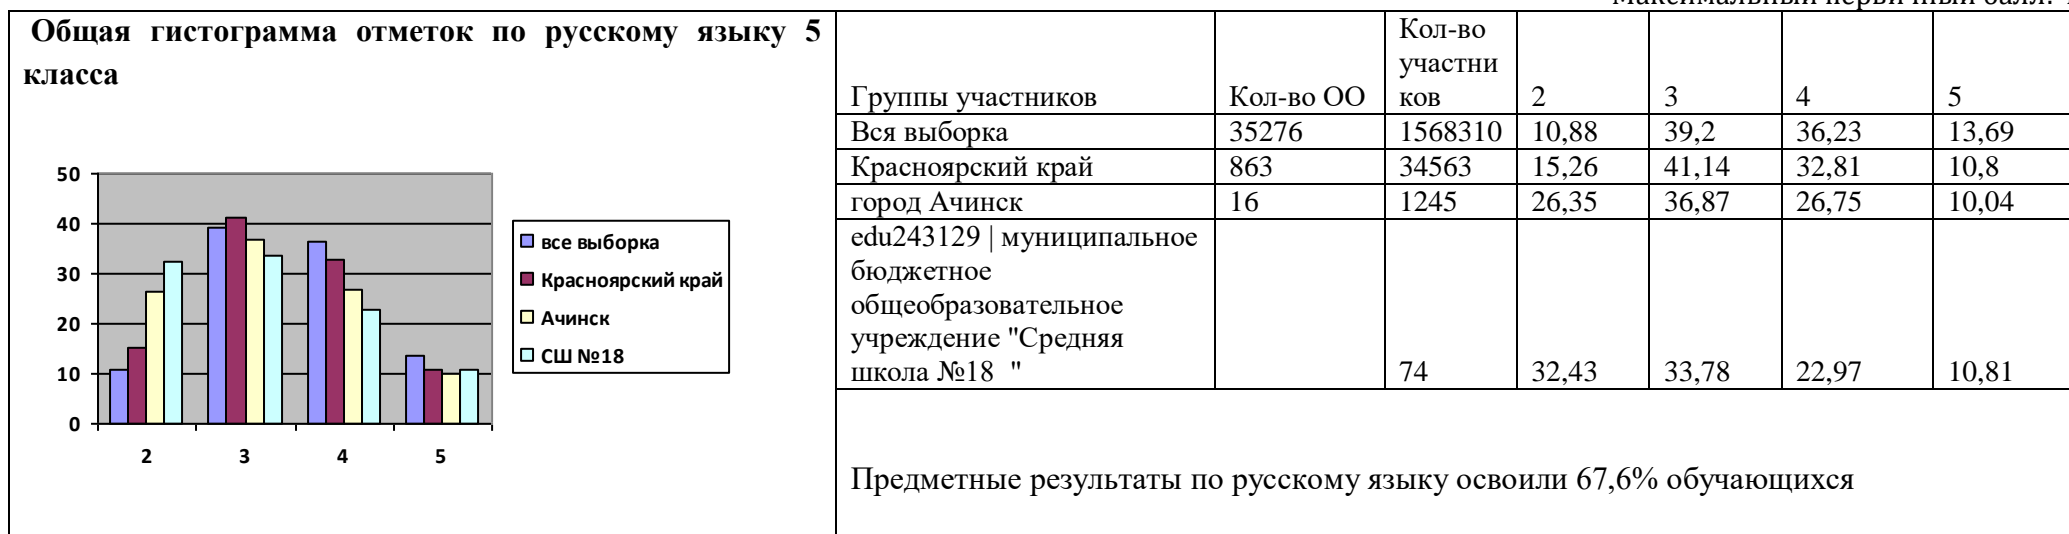 Общая гистограмма отметок по русскому языку 5
класса
50
40
30
20
10
0
2 3 4 5
все выборка
Красноярский край
Ачинск
СШ №18
Кол-во
участни
Группы участников Кол-во ОО ков 2 3 4 5
Вся выборка 35276 1568310 10,88 39,2 36,23 13,69
Красноярский край 863 34563 15,26 41,14 32,81 10,8
город Ачинск 16 1245 26,35 36,87 26,75 10,04
edu243129 | муниципальное
бюджетное
общеобразовательное
учреждение "Средняя
школа №18 " 74 32,43 33,78 22,97 10,81
Предметные результаты по русскому языку освоили 67,6% обучающихся